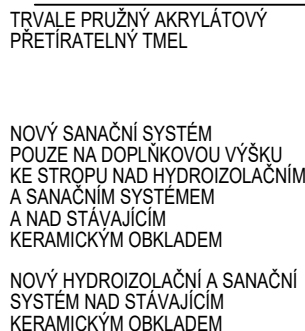 TRVALE PRUŽNÝ AKRYLÁTOVÝ
PŘETÍRATELNÝ TMEL
NOVÝ SANAČNÍ SYSTÉM
POUZE NA DOPLŇKOVOU VÝŠKU
KE STROPU NAD HYDROIZOLAČNÍM
A SANAČNÍM SYSTÉMEM
A NAD STÁVAJÍCÍM
KERAMICKÝM OBKLADEM
NOVÝ HYDROIZOLAČNÍ A SANAČNÍ
SYSTÉM NAD STÁVAJÍCÍM
KERAMICKÝM OBKLADEM